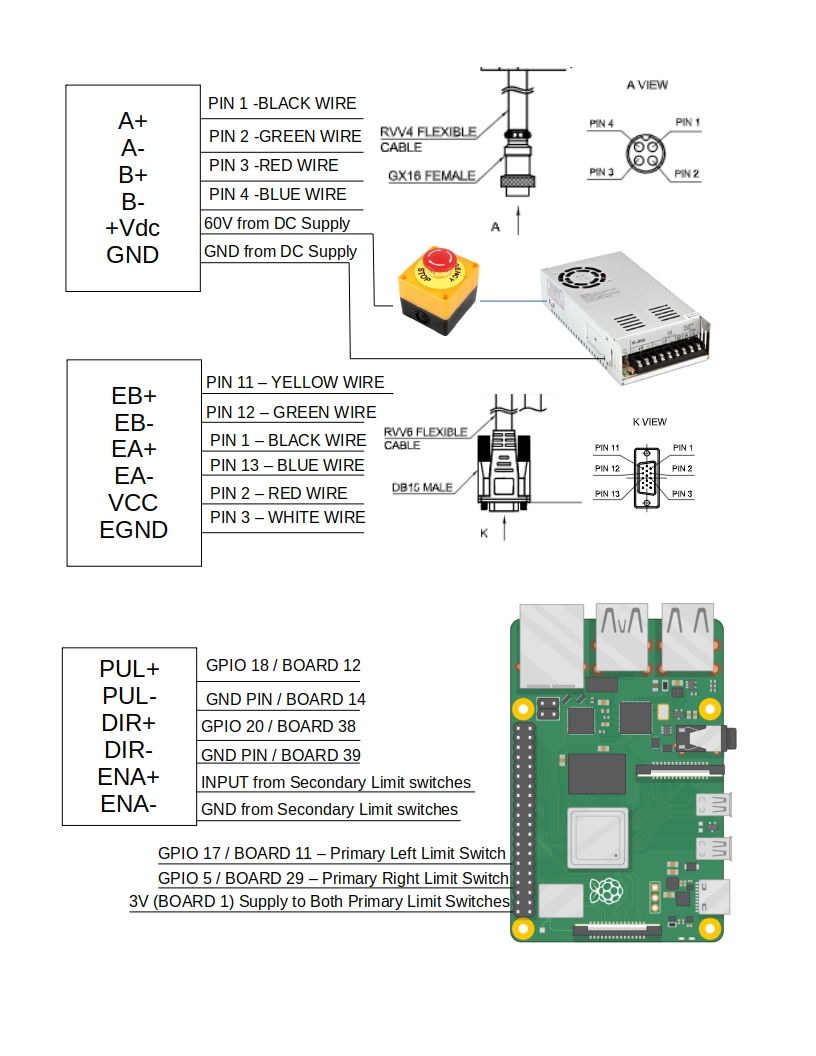 A+
A-
B+
B-
+Vdc
GND
PIN 1 -BLACK WIRE
PIN 2 -GREEN WIRE
PIN 3 -RED WIRE
PIN 4 -BLUE WIRE
60V from DC Supply
GND from DC Supply
RVV4 FLEXIBLE
CABLE
GX16 FEMALE
A
A VIEW
PIN 4
PIN 1
PIN 3
PIN 2
STOP
EB+
EB-
EA+
EA-
VCC
EGND
PIN 11 – YELLOW WIRE
PIN 12 – GREEN WIRE
PIN 1 – BLACK WIRE
PIN 13 – BLUE WIRE
PIN 2 – RED WIRE
PIN 3 – WHITE WIRE
RVV6 FLEXIBLE
CABLE
DB15 MALE
K
K VIEW
PIN 11
PIN 1
PIN 12
PIN 2
PIN 13
PIN 3
PUL+
PUL-
DIR+
DIR-
ENA+
ENA-
GPIO 18 / BOARD 12
GND PIN / BOARD 14
GPIO 20 / BOARD 38
GND PIN / BOARD 39
INPUT from Secondary Limit switches
GND from Secondary Limit switches
GPIO 17 / BOARD 11 – Primary Left Limit Switch
GPIO 5 / BOARD 29 – Primary Right Limit Switch
3V (BOARD 1) Supply to Both Primary Limit Switches